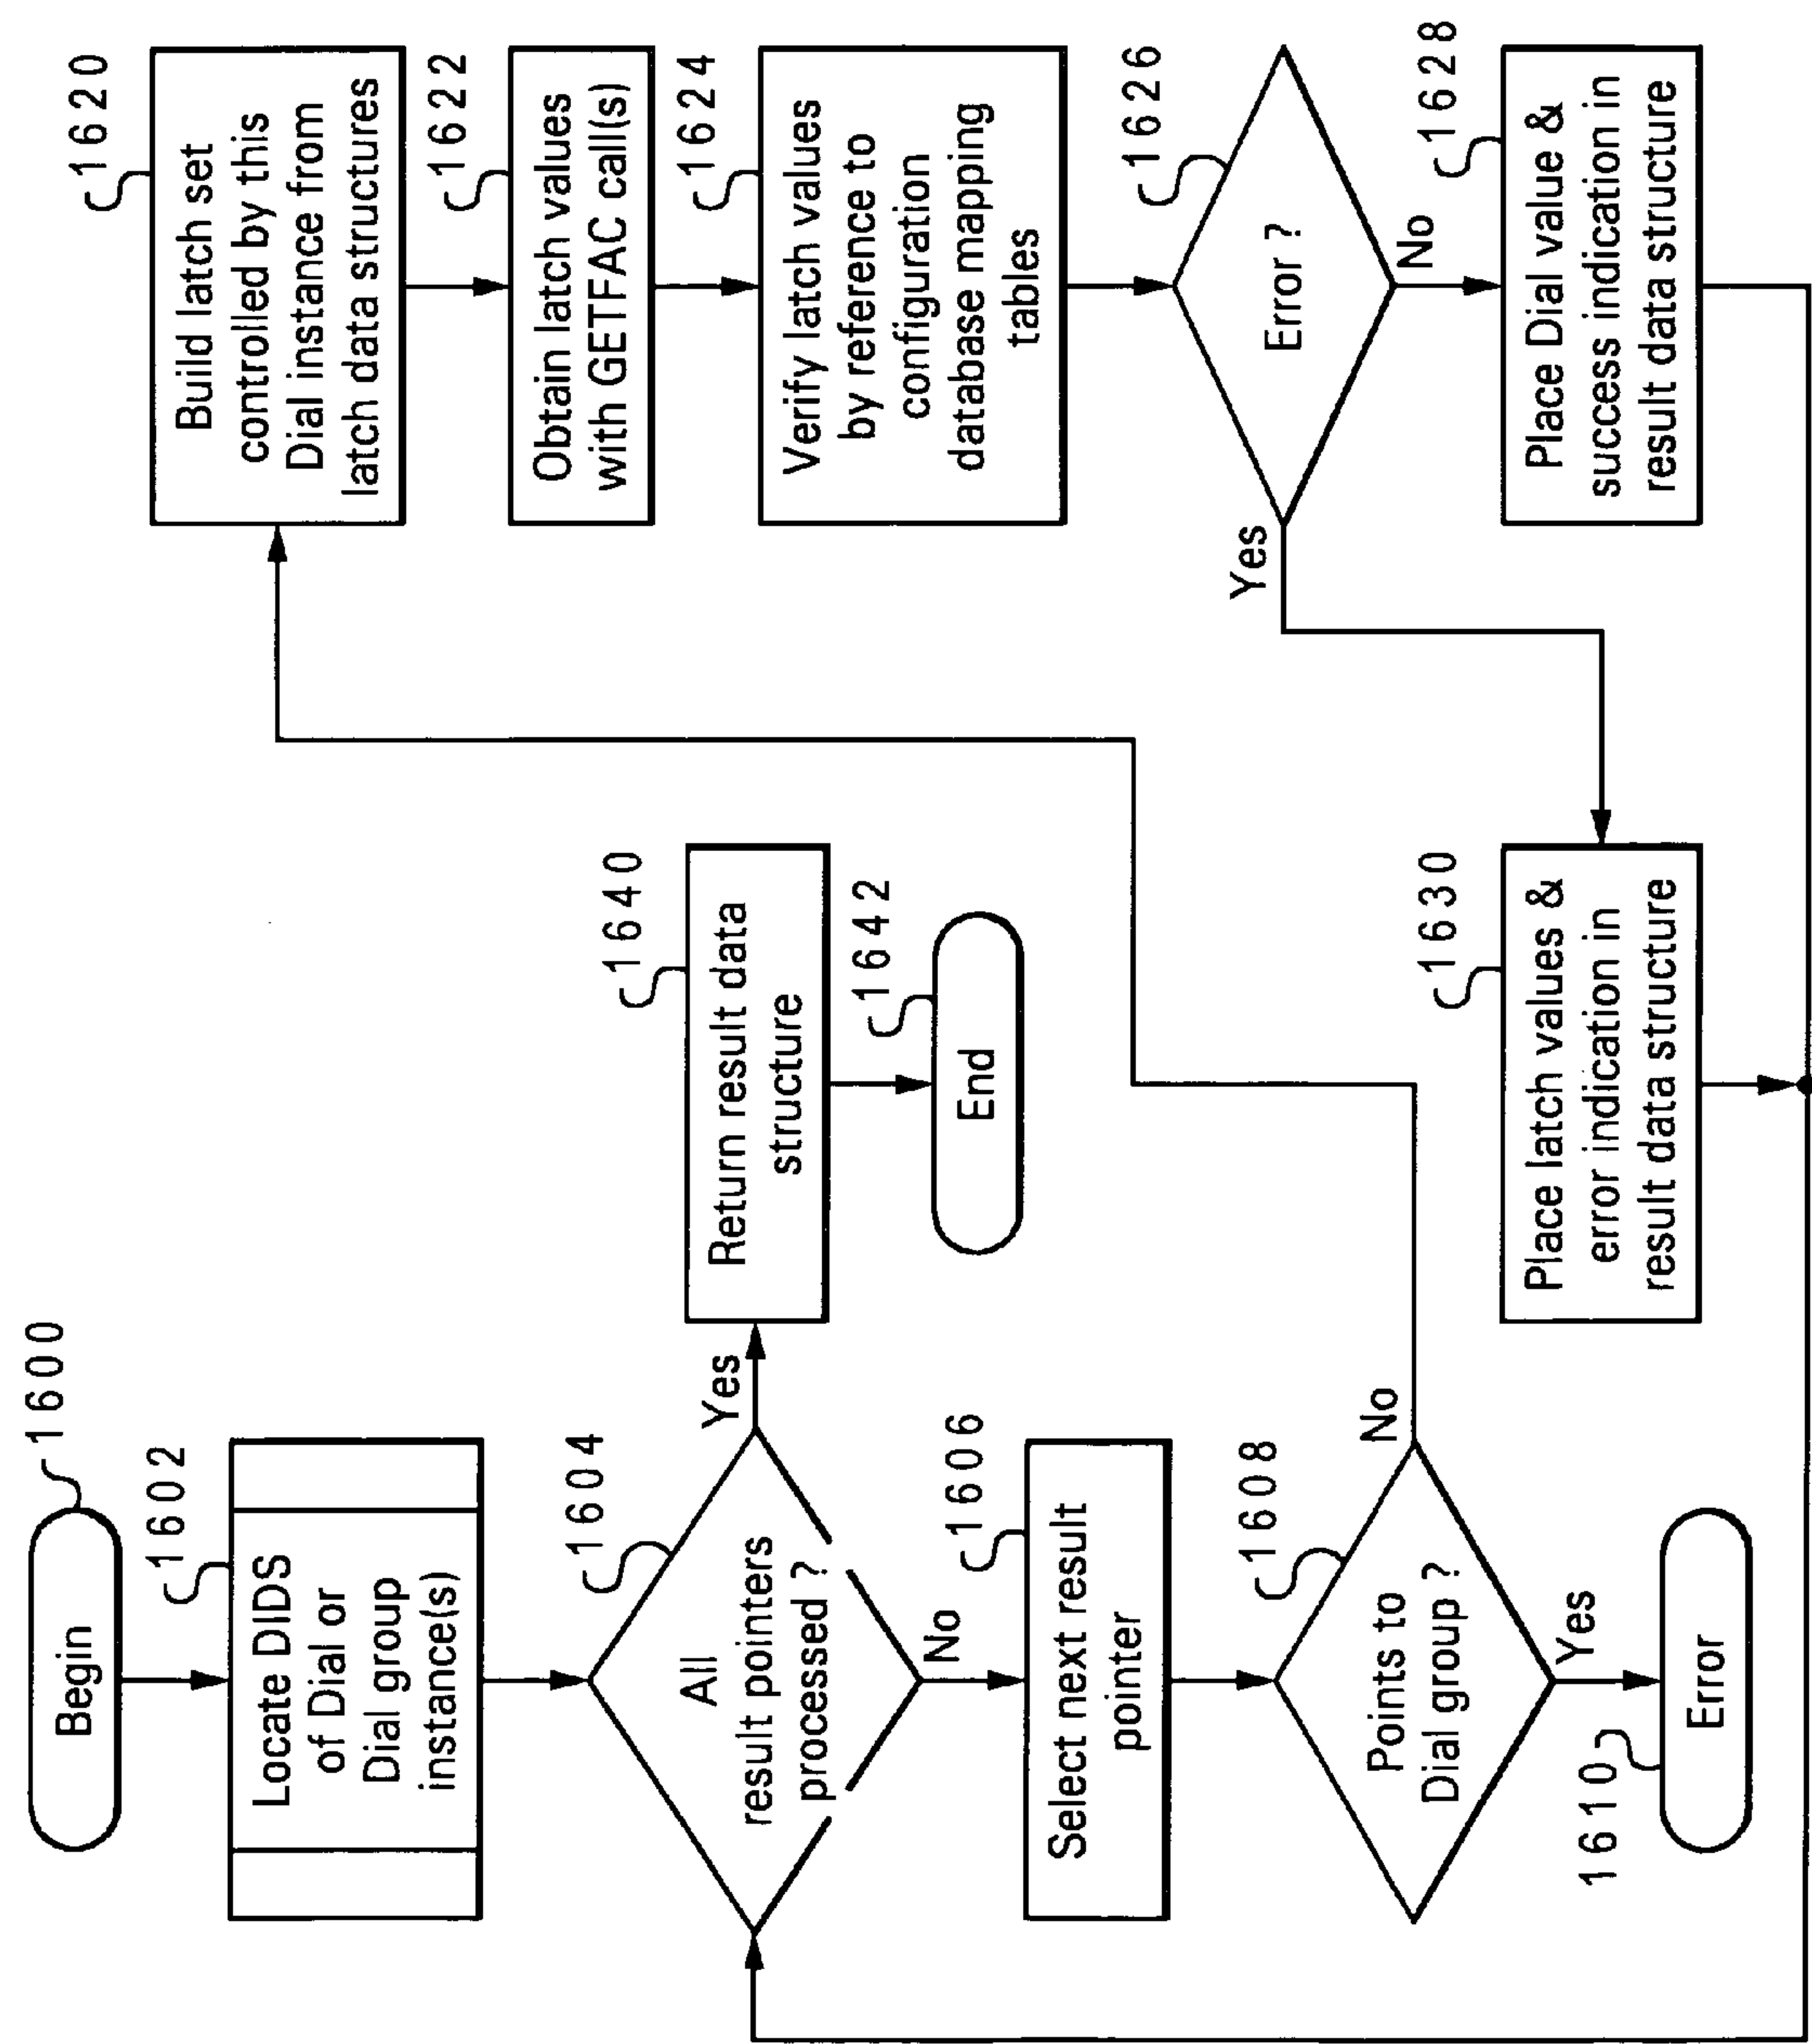 Begin
1600
Locate DIDS
of Dial or
Dial group
instance(s)
1602
All
result pointers
processed ?
1604
Yes
No
Select next result
pointer
1606
Points to
Dial group ?
1608
No
Yes
Error
1610
Return result data
structure
1640
End
1642
Build latch set
controlled by this
Dial instance from
latch data structures
1620
Obtain latch values
with GETFAC call(s)
1622
Verify latch values
by reference to
configuration
database mapping
tables
1624
Error ?
1626
Yes
No
Place Dial value &
success indication in
result data structure
1628
Place latch values &
error indication in
result data structure
1630